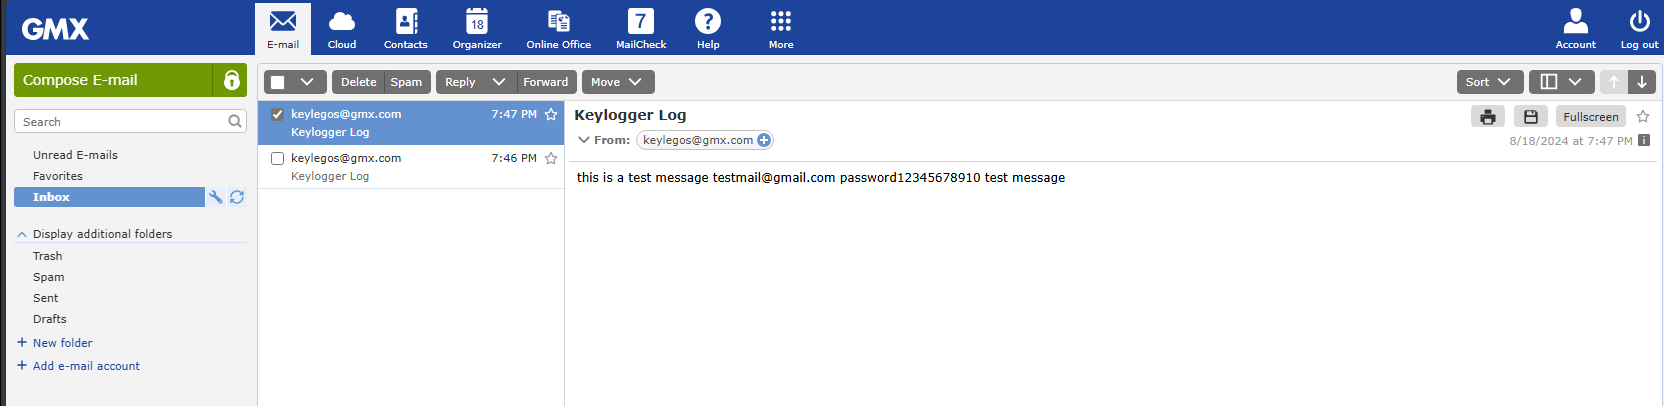 GMX
E-mail
Cloud
Contacts
18
Organizer
Online Office
7
MailCheck
?
Help
More
Account
Log out
Compose E-mail
Delete Spam
Reply
Forward
Move
Sort
Search
Unread E-mails
Favorites
Inbox
Display additional folders
Trash
Spam
Sent
Drafts
+ New folder
+ Add e-mail account
keylegos@gmx.com 7:47 PM
Keylogger Log
keylegos@gmx.com 7:46 PM
Keylogger Log
Keylogger Log
Fullscreen
From: keylegos@gmx.com
8/18/2024 at 7:47 PM
this is a test message testmail@gmail.com password12345678910 test message